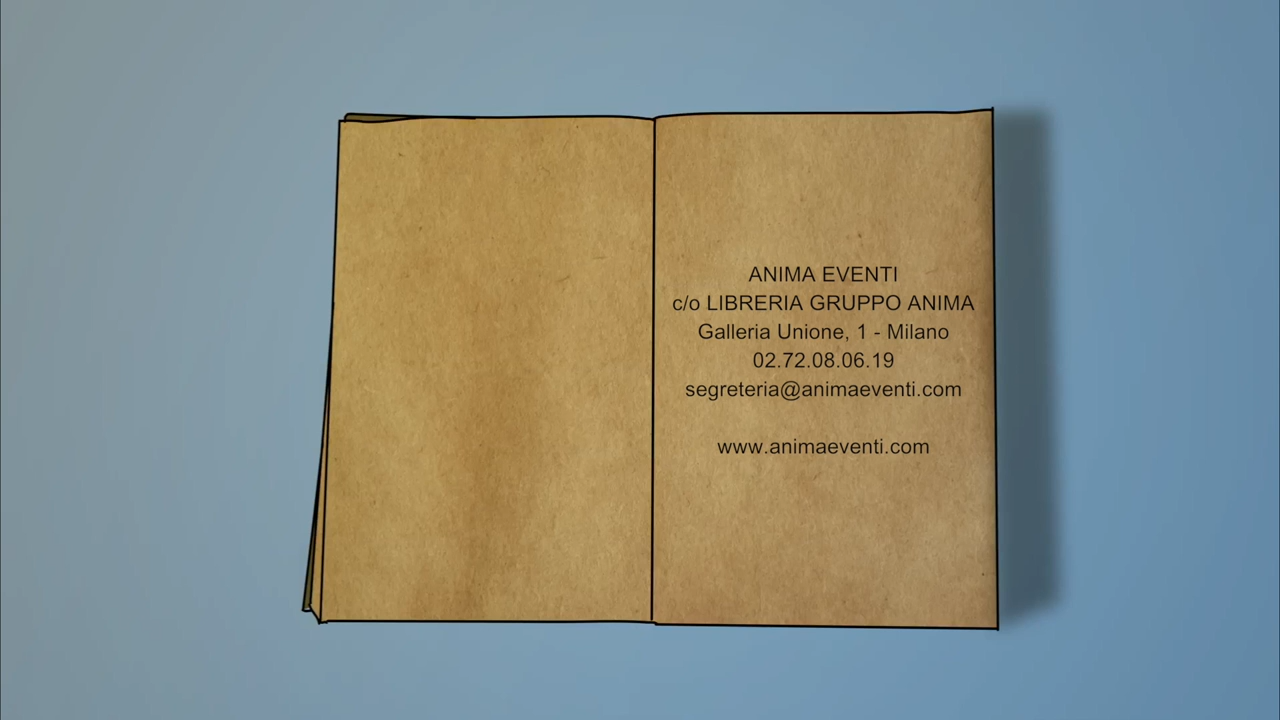 ANIMA EVENTI
c/o LIBRERIA GRUPPO ANIMA
Galleria Unione, 1 - Milano
02.72.08.06.19
segreteria@animaeventi.com
www.animaeventi.com